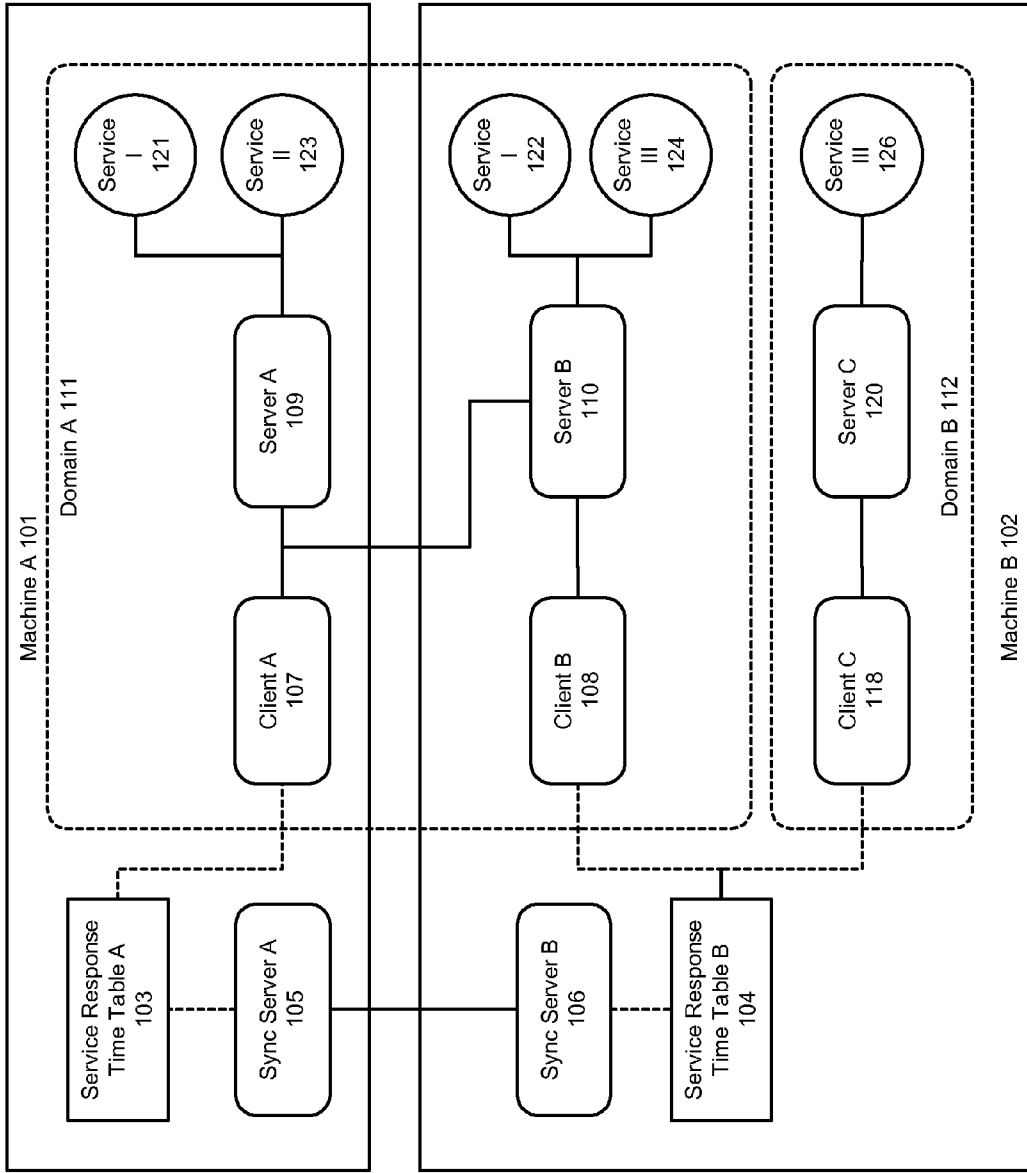 Machine A 101
Domain A 111
Service
I
121
Service
II
123
Server A
109
Client A
107
Service Response
Time Table A
103
Sync Server A
105
Service
I
122
Service
III
124
Server B
110
Client B
108
Sync Server B
106
Service Response
Time Table B
104
Service
III
126
Server C
120
Client C
118
Domain B 112
Machine B 102